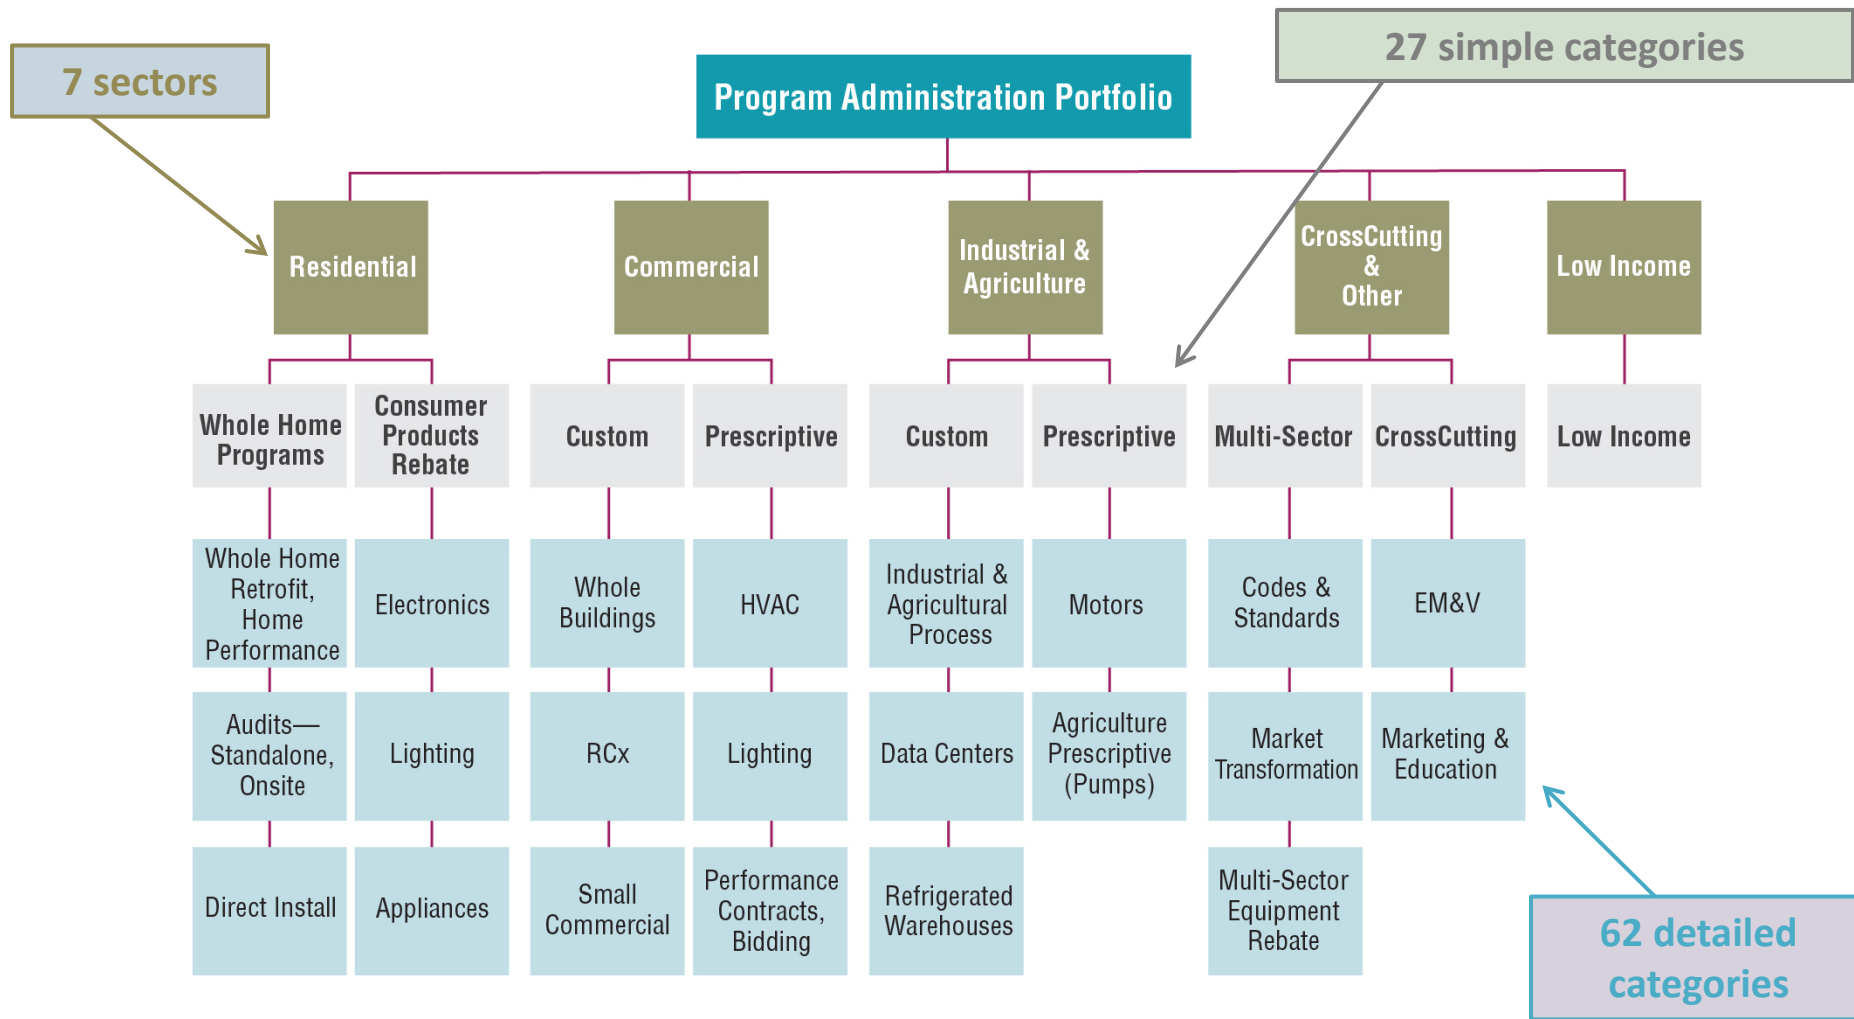 7 sectors
27 simple categories
Program Administration Portfolio
Residential
Commercial
Industrial &
Agriculture
CrossCutting
&
Other
Low Income
Whole Home
Programs
Consumer
Products
Rebate
Custom
Prescriptive
Custom
Prescriptive
Multi-Sector
CrossCutting
Low Income
Whole Home
Retrofit,
Home
Performance
Electronics
Whole
Buildings
HVAC
Industrial &
Agricultural
Process
Motors
Codes &
Standards
EM&V
Audits—
Standalone,
Onsite
Lighting
RCx
Lighting
Data Centers
Agriculture
Prescriptive
(Pumps)
Market
Transformation
Marketing &
Education
Direct Install
Appliances
Small
Commercial
Performance
Contracts,
Bidding
Refrigerated
Warehouses
Multi-Sector
Equipment
Rebate
62 detailed
categories